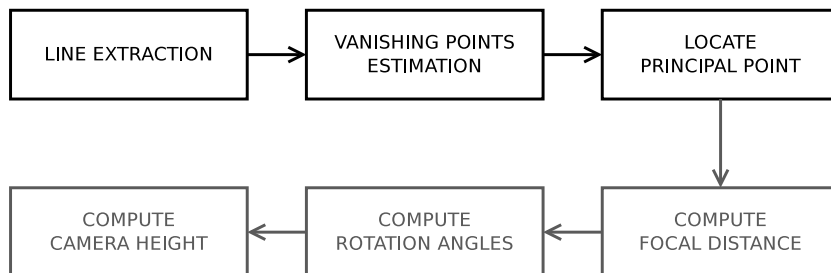 LINE EXTRACTION
VANISHING POINTS
ESTIMATION
LOCATE
PRINCIPAL POINT
COMPUTE
FOCAL DISTANCE
COMPUTE
ROTATION ANGLES
COMPUTE
CAMERA HEIGHT